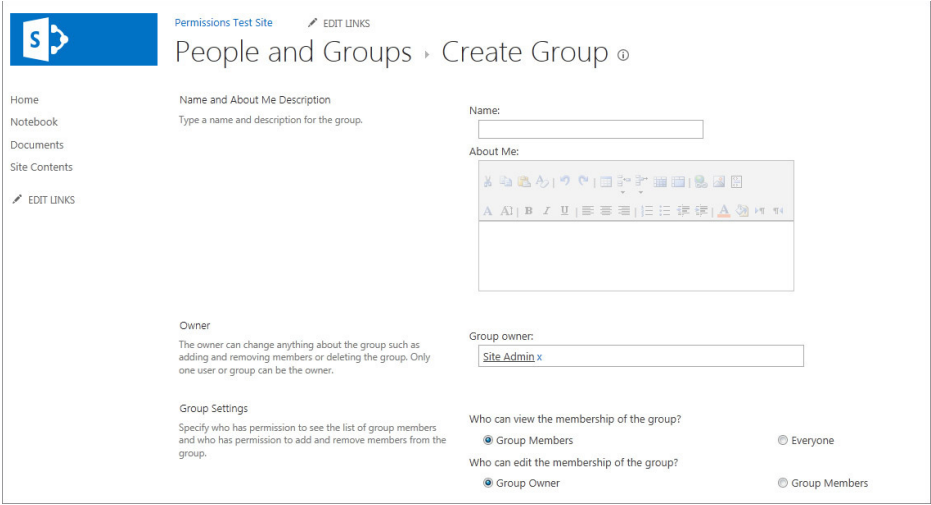 S
Permissions Test Site
EDIT LINKS
People and Groups › Create Group
Home
Notebook
Documents
Site Contents
EDIT LINKS
Name and About Me Description
Type a name and description for the group.
Name:
About Me:
A AI B I U A
Owner
The owner can change anything about the group such as
adding and removing members or deleting the group. Only
one user or group can be the owner.
Group owner:
Site Admin x
Group Settings
Specify who has permission to see the list of group members
and who has permission to add and remove members from the
group.
Who can view the membership of the group?
Group Members Everyone
Who can edit the membership of the group?
Group Owner Group Members